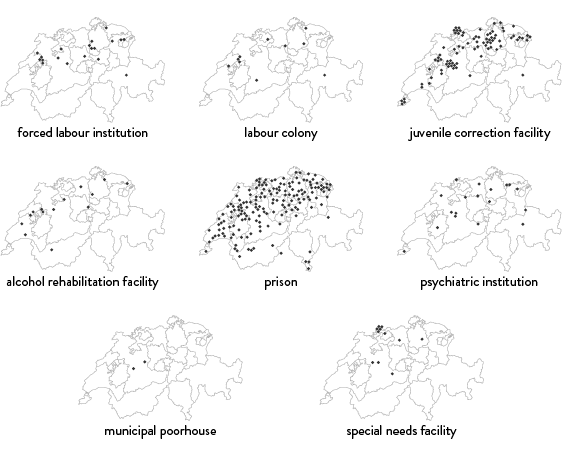 forced labour institution
labour colony
juvenile correction facility
alcohol rehabilitation facility
prison
psychiatric institution
municipal poorhouse
special needs facility